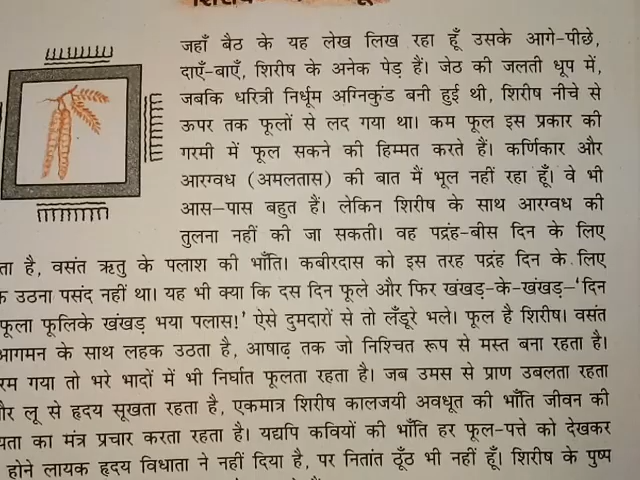 जहाँ बैठ के यह लेख लिख रहा हूँ उसके आगे-पीछे,
दाएँ-बाएँ, शिरीष के अनेक पेड़ हैं। जेठ की जलती धूप में,
जबकि धरित्री निर्धूम अग्निकुंड बनी हुई थी, शिरीष नीचे से
ऊपर तक फूलों से लद गया था। कम फूल इस प्रकार की
गरमी में फूल सकने की हिम्मत करते हैं। कर्णिकार और
आरग्वध (अमलतास) की बात मैं भूल नहीं रहा हूँ। वे भी
आस-पास बहुत हैं। लेकिन शिरीष के साथ आरग्वध की
तुलना नहीं की जा सकती। वह पद्रंह-बीस दिन के लिए
ता है, वसंत ऋतु के पलाश की भाँति। कबीरदास को इस तरह पद्रंह दिन के लिए
क उठना पसंद नहीं था। यह भी क्या कि दस दिन फूले और फिर खंखड़-के-खंखड़-‘दिन
फूला फूलिके खंखड़ भया पलास!’ ऐसे दुमदारों से तो लँडूरे भले। फूल है शिरीष। वसंत
आगमन के साथ लहक उठता है, आषाढ़ तक जो निश्चित रूप से मस्त बना रहता है।
रम गया तो भरे भादों में भी निर्घात फूलता रहता है। जब उमस से प्राण उबलता रहता
और लू से हृदय सूखता रहता है, एकमात्र शिरीष कालजयी अवधूत की भाँति जीवन की
यता का मंत्र प्रचार करता रहता है। यद्यपि कवियों की भाँति हर फूल-पत्ते को देखकर
होने लायक हृदय विधाता ने नहीं दिया है, पर नितांत ठूँठ भी नहीं हूँ। शिरीष के पुष्प